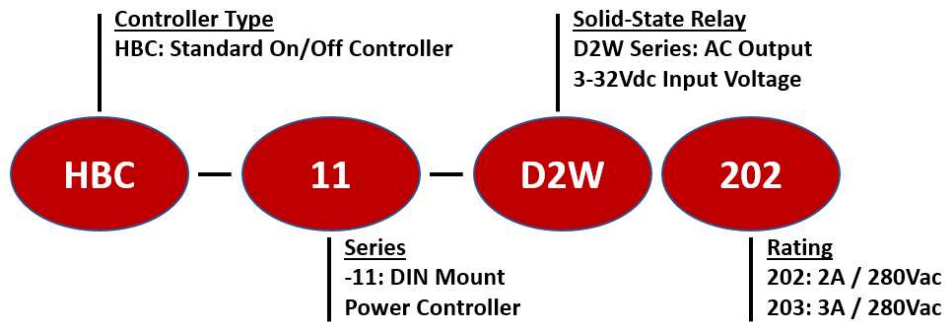 Controller Type
HBC: Standard On/Off Controller
Solid-State Relay
D2W Series: AC Output
3-32Vdc Input Voltage
HBC — 11 — D2W 202
Series
-11: DIN Mount
Power Controller
Rating
202: 2A / 280Vac
203: 3A / 280Vac